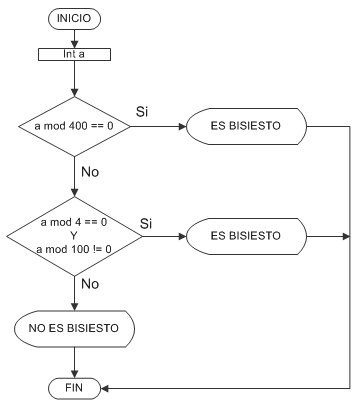 INICIO
Int a
a mod 400 == 0
Si
ES BISIESTO
No
a mod 4 == 0
Y
a mod 100 != 0
Si
ES BISIESTO
No
NO ES BISIESTO
FIN